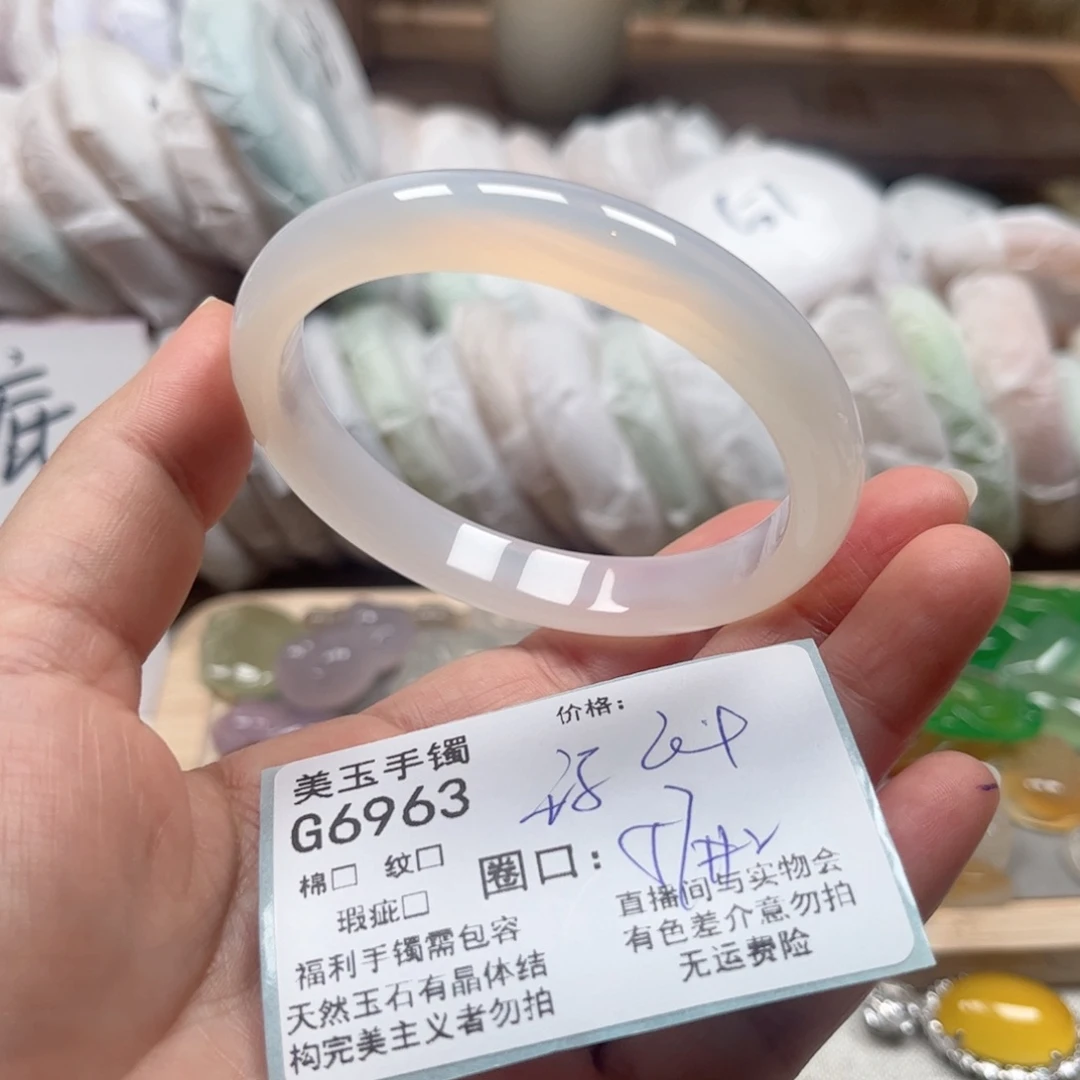 底
15
价格:
美玉手镯
G6963
棉□ 纹□
圈口:
瑕疵□
福利手镯需包容
天然玉石有晶体结
构完美主义者勿拍
直播间与实物会
有色差介意勿拍
无运费险